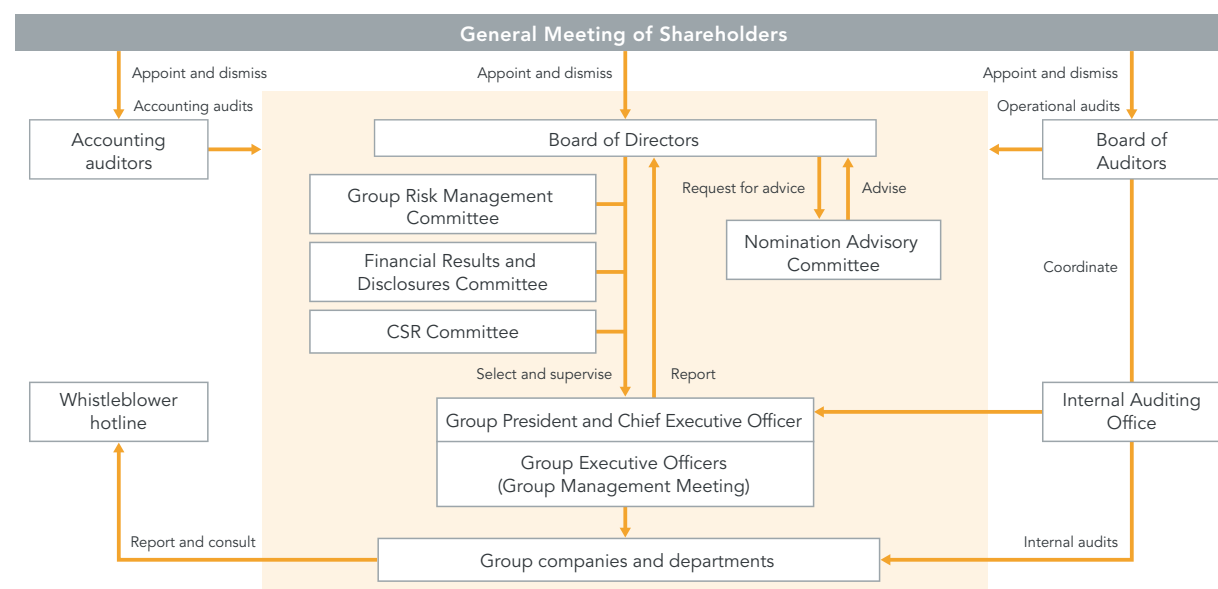 General Meeting of Shareholders
Appoint and dismiss
Appoint and dismiss
Appoint and dismiss
Accounting audits
Operational audits
Accounting
auditors
Board of Directors
Board of
Auditors
Group Risk Management
Committee
Request for advice
Advise
Nomination Advisory
Committee
Financial Results and
Disclosures Committee
Coordinate
CSR Committee
Select and supervise
Report
Whistleblower
hotline
Group President and Chief Executive Officer
Internal Auditing
Office
Group Executive Officers
(Group Management Meeting)
Report and consult
Internal audits
Group companies and departments